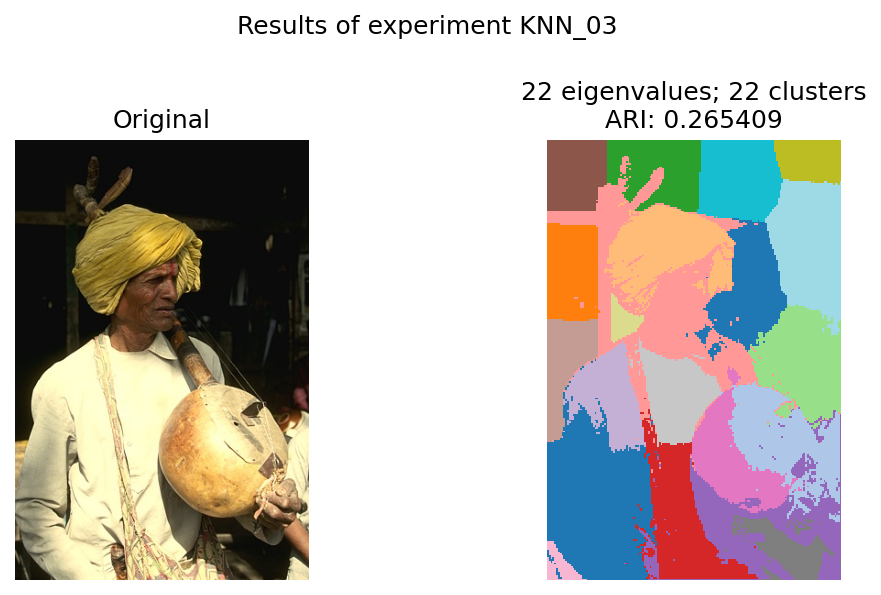 Results of experiment KNN_03
Original
22 eigenvalues; 22 clusters
ARI: 0.265409